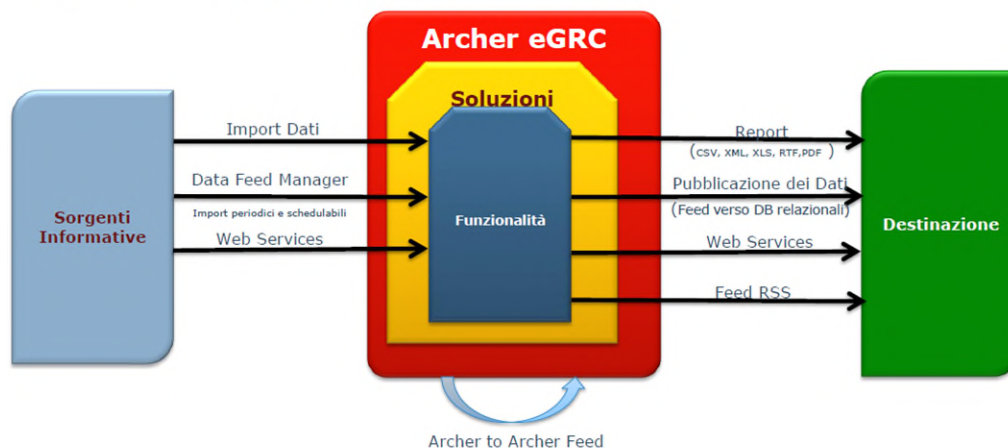 Archer eGRC
Soluzioni
Funzionalità
Sorgenti
Informative
Import Dati
Data Feed Manager
Import periodici e schedulabili
Web Services
Report
(CSV, XML, XLS, RTF,PDF )
Pubblicazione dei Dati
(Feed verso DB relazionali)
Web Services
Feed RSS
Destinazione
Archer to Archer Feed